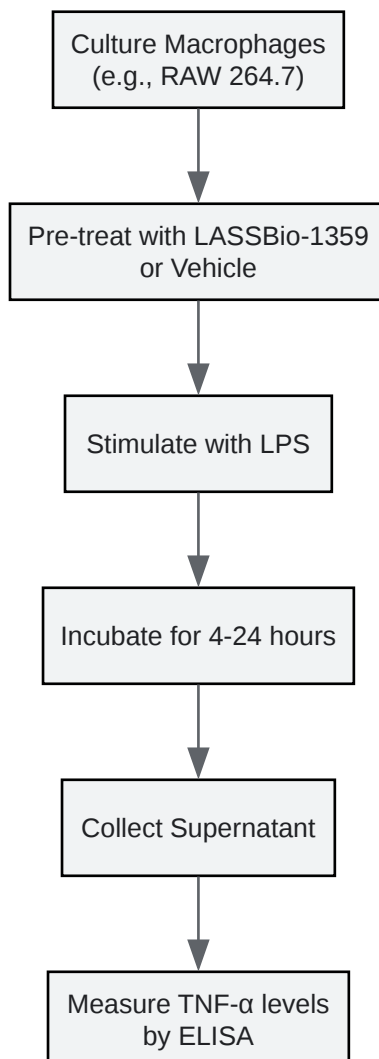 Culture Macrophages
(e.g., RAW 264.7)
Pre-treat with LASSBio-1359
or Vehicle
Stimulate with LPS
Incubate for 4-24 hours
Collect Supernatant
Measure TNF-α levels
by ELISA